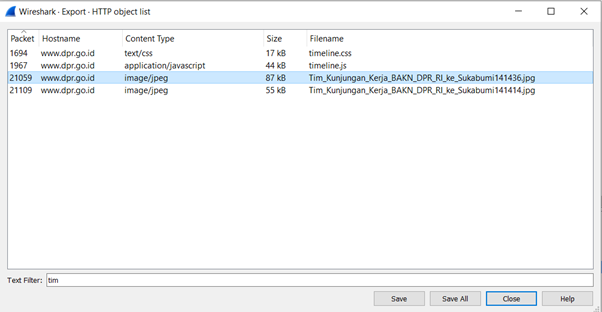 Wireshark · Export · HTTP object list
Packet Hostname Content Type Size Filename
1694 www.dpr.go.id text/css 17 kB timeline.css
1967 www.dpr.go.id application/javascript 44 kB timeline.js
21059 www.dpr.go.id image/jpeg 87 kB Tim_Kunjungan_Kerja_BAKN_DPR_RI_ke_Sukabumi141436.jpg
21109 www.dpr.go.id image/jpeg 55 kB Tim_Kunjungan_Kerja_BAKN_DPR_RI_ke_Sukabumi141414.jpg
Text Filter: tim
Save Save All Close Help